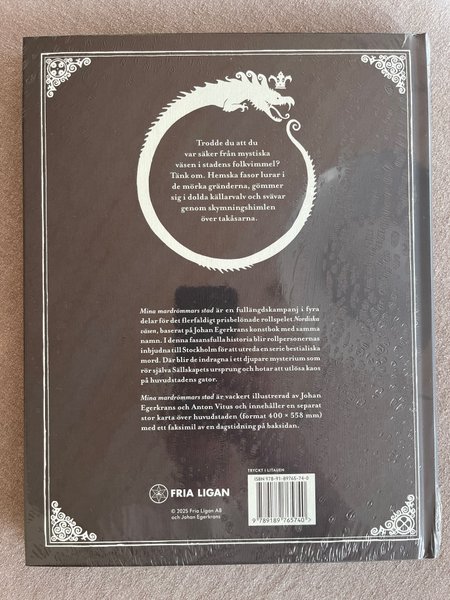 Trodde du att du
var säker från mystiska
väsen i stadens folkvimmel?
Tänk om. Hemska fasor lurar i
de mörka gränderna, gömmer
sig i dolda källarvalv och svävar
genom skymningshimlen
över takåsarna.
Mina mardrömmars stad är en fullängdskampanj i fyra
delar för det flerfaldigt prisbelönade rollspelet Nordiska
väsen, baserat på Johan Egerkrans konstbok med samma
namn. I denna fasansfulla historia blir rollpersonerna
inbjudna till Stockholm för att utreda en serie bestialiska
mord. Där blir de indragna i ett djupare mysterium som
rör själva Sällskapets ursprung och hotar att utlösa kaos
på huvudstadens gator.
Mina mardrömmars stad är vackert illustrerad av Johan
Egerkrans och Anton Vitus och innehåller en separat
stor karta över huvudstaden (format 400 × 558 mm)
med ett faksimil av en dagstidning på baksidan.
TRYCKT I LITAUEN
ISBN 978-91-89765-74-0
9 789189 765740 >
FRIA LIGAN
© 2025 Fria Ligan AB
och Johan Egerkrans